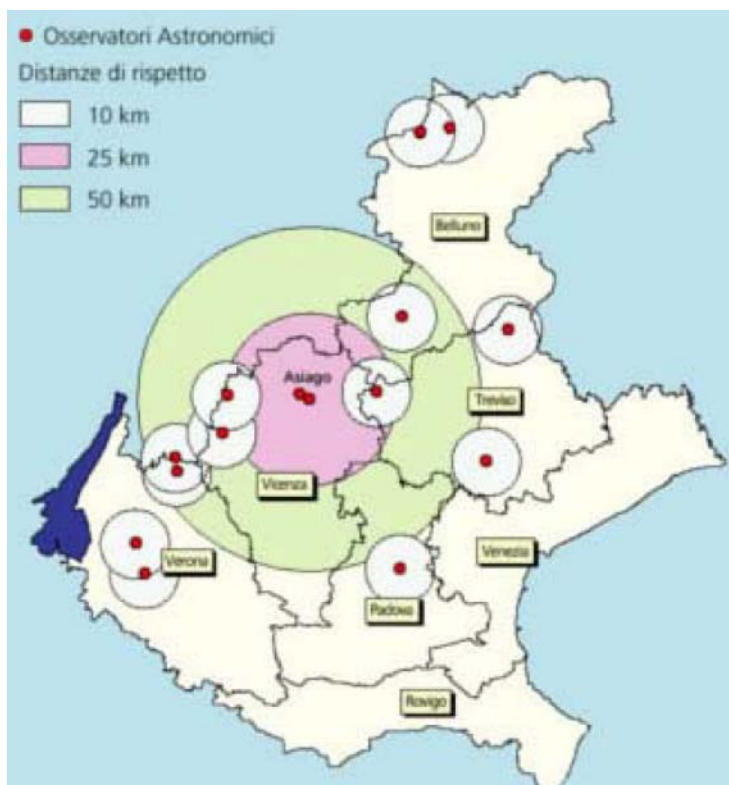 Osservatori Astronomici
Distanze di rispetto
10 km
25 km
50 km
Belluno
Asiago
Treviso
Vicenza
Venezia
Verona
Padova
Rovigo